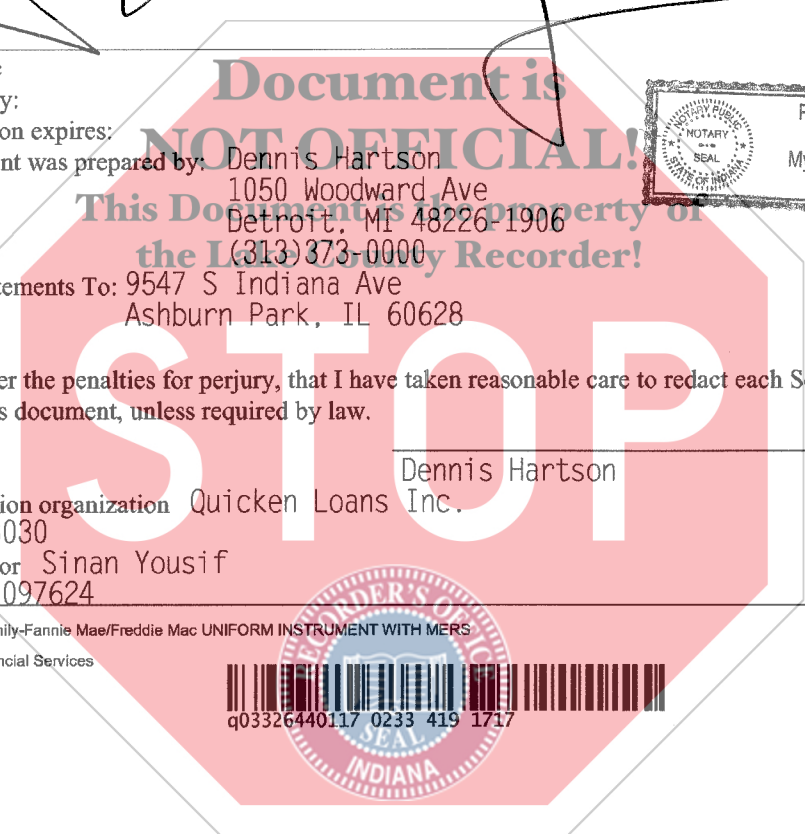 Document is
y:
on expires:
NOT OFFICIAL!
nt was prepared by: Dennis Hartson
1050 Woodward Ave
This Document is the property of
Detroit, MI 48226-1906
the Lake County Recorder!
(313)373-0000
NOTARY PUBLIC
NOTARY
SEAL
STATE OF INDIANA
My
tements To: 9547 S Indiana Ave
Ashburn Park, IL 60628
STOP
er the penalties for perjury, that I have taken reasonable care to redact each S
s document, unless required by law.
Dennis Hartson
ion organization Quicken Loans Inc.
030
or Sinan Yousif
097624
nily-Fannie Mae/Freddie Mac UNIFORM INSTRUMENT WITH MERS
ncial Services
RECORDER'S OFFICE
q03326440117 0233 419 1717
SEAL
INDIANA